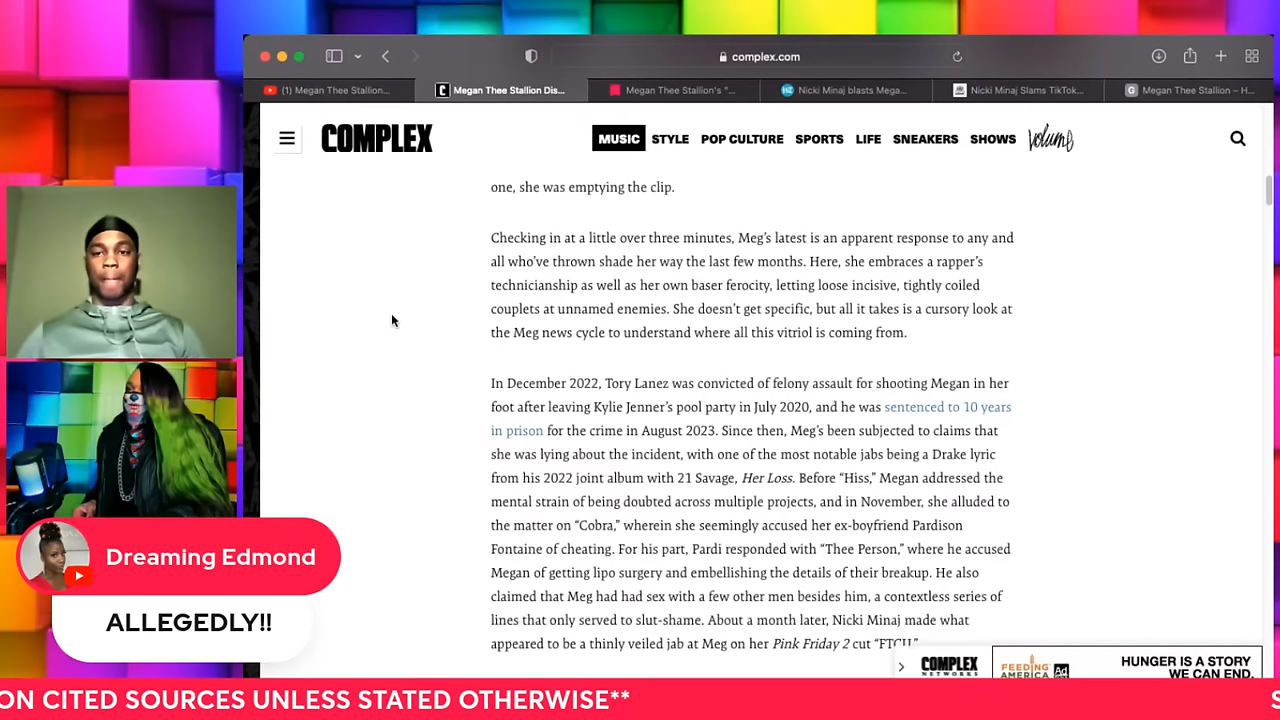 complex.com
(1) Megan Thee Stallion...
Megan Thee Stallion Dis...
Megan Thee Stallion's "...
Nicki Minaj blasts Mega...
Nicki Minaj Slams TikTok...
Megan Thee Stallion – H...
COMPLEX
MUSIC STYLE POP CULTURE SPORTS LIFE SNEAKERS SHOWS volume
one, she was emptying the clip.
Checking in at a little over three minutes, Meg’s latest is an apparent response to any and
all who’ve thrown shade her way the last few months. Here, she embraces a rapper’s
technicianship as well as her own baser ferocity, letting loose incisive, tightly coiled
couplets at unnamed enemies. She doesn’t get specific, but all it takes is a cursory look at
the Meg news cycle to understand where all this vitriol is coming from.
In December 2022, Tory Lanez was convicted of felony assault for shooting Megan in her
foot after leaving Kylie Jenner’s pool party in July 2020, and he was sentenced to 10 years
in prison for the crime in August 2023. Since then, Meg’s been subjected to claims that
she was lying about the incident, with one of the most notable jabs being a Drake lyric
from his 2022 joint album with 21 Savage, Her Loss. Before “Hiss,” Megan addressed the
mental strain of being doubted across multiple projects, and in November, she alluded to
the matter on “Cobra,” wherein she seemingly accused her ex-boyfriend Pardison
Fontaine of cheating. For his part, Pardi responded with “Thee Person,” where he accused
Megan of getting lipo surgery and embellishing the details of their breakup. He also
claimed that Meg had had sex with a few other men besides him, a contextless series of
lines that only served to slut-shame. About a month later, Nicki Minaj made what
appeared to be a thinly veiled jab at Meg on her Pink Friday 2 cut “FTCU.”
COMPLEX
NETWORKS
FEEDING
AMERICA
Ad
HUNGER IS A STORY
WE CAN END.
Dreaming Edmond
ALLEGEDLY!!
ON CITED SOURCES UNLESS STATED OTHERWISE**